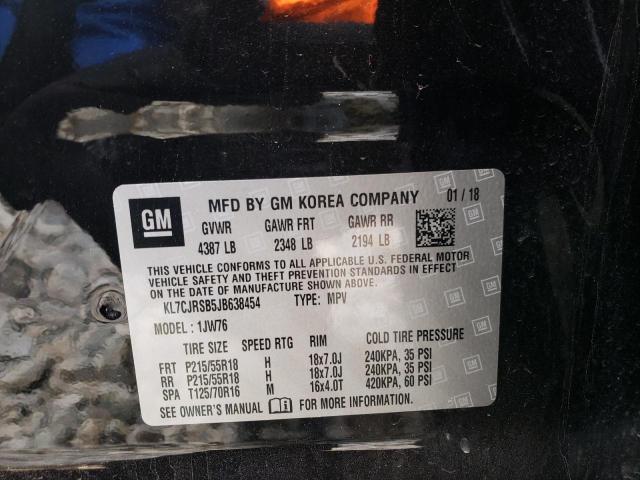 GM
MFD BY GM KOREA COMPANY 01 / 18
GVWR GAWR FRT GAWR RR
4387 LB 2348 LB 2194 LB
THIS VEHICLE CONFORMS TO ALL APPLICABLE U.S. FEDERAL MOTOR
VEHICLE SAFETY AND THEFT PREVENTION STANDARDS IN EFFECT
ON THE DATE OF MANUFACTURE SHOWN ABOVE.
KL7CJRSB5JB638454 TYPE: MPV
MODEL : 1JW76
TIRE SIZE SPEED RTG RIM COLD TIRE PRESSURE
FRT P215/55R18 H 18x7.0J 240KPA, 35 PSI
RR P215/55R18 H 18x7.0J 240KPA, 35 PSI
SPA T125/70R16 M 16x4.0T 420KPA, 60 PSI
SEE OWNER'S MANUAL FOR MORE INFORMATION.